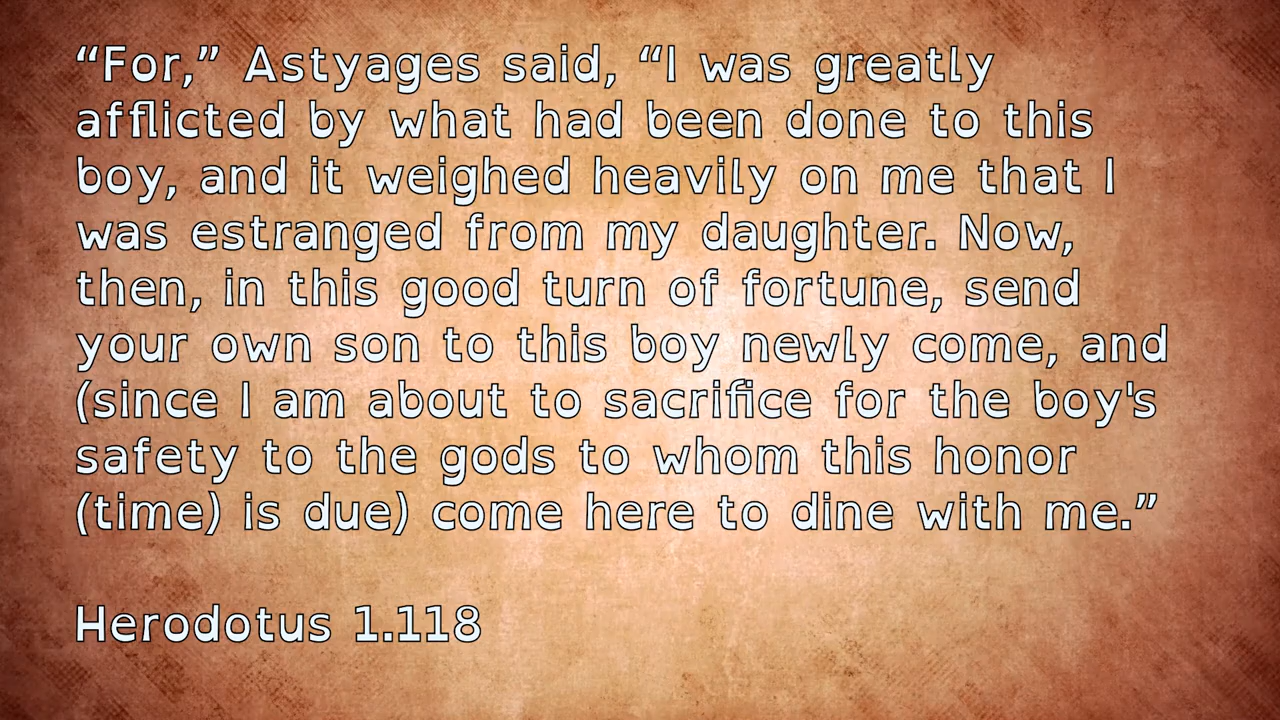 “For,” Astyages said, “I was greatly
afflicted by what had been done to this
boy, and it weighed heavily on me that I
was estranged from my daughter. Now,
then, in this good turn of fortune, send
your own son to this boy newly come, and
(since I am about to sacrifice for the boy's
safety to the gods to whom this honor
(time) is due) come here to dine with me.”
Herodotus 1.118